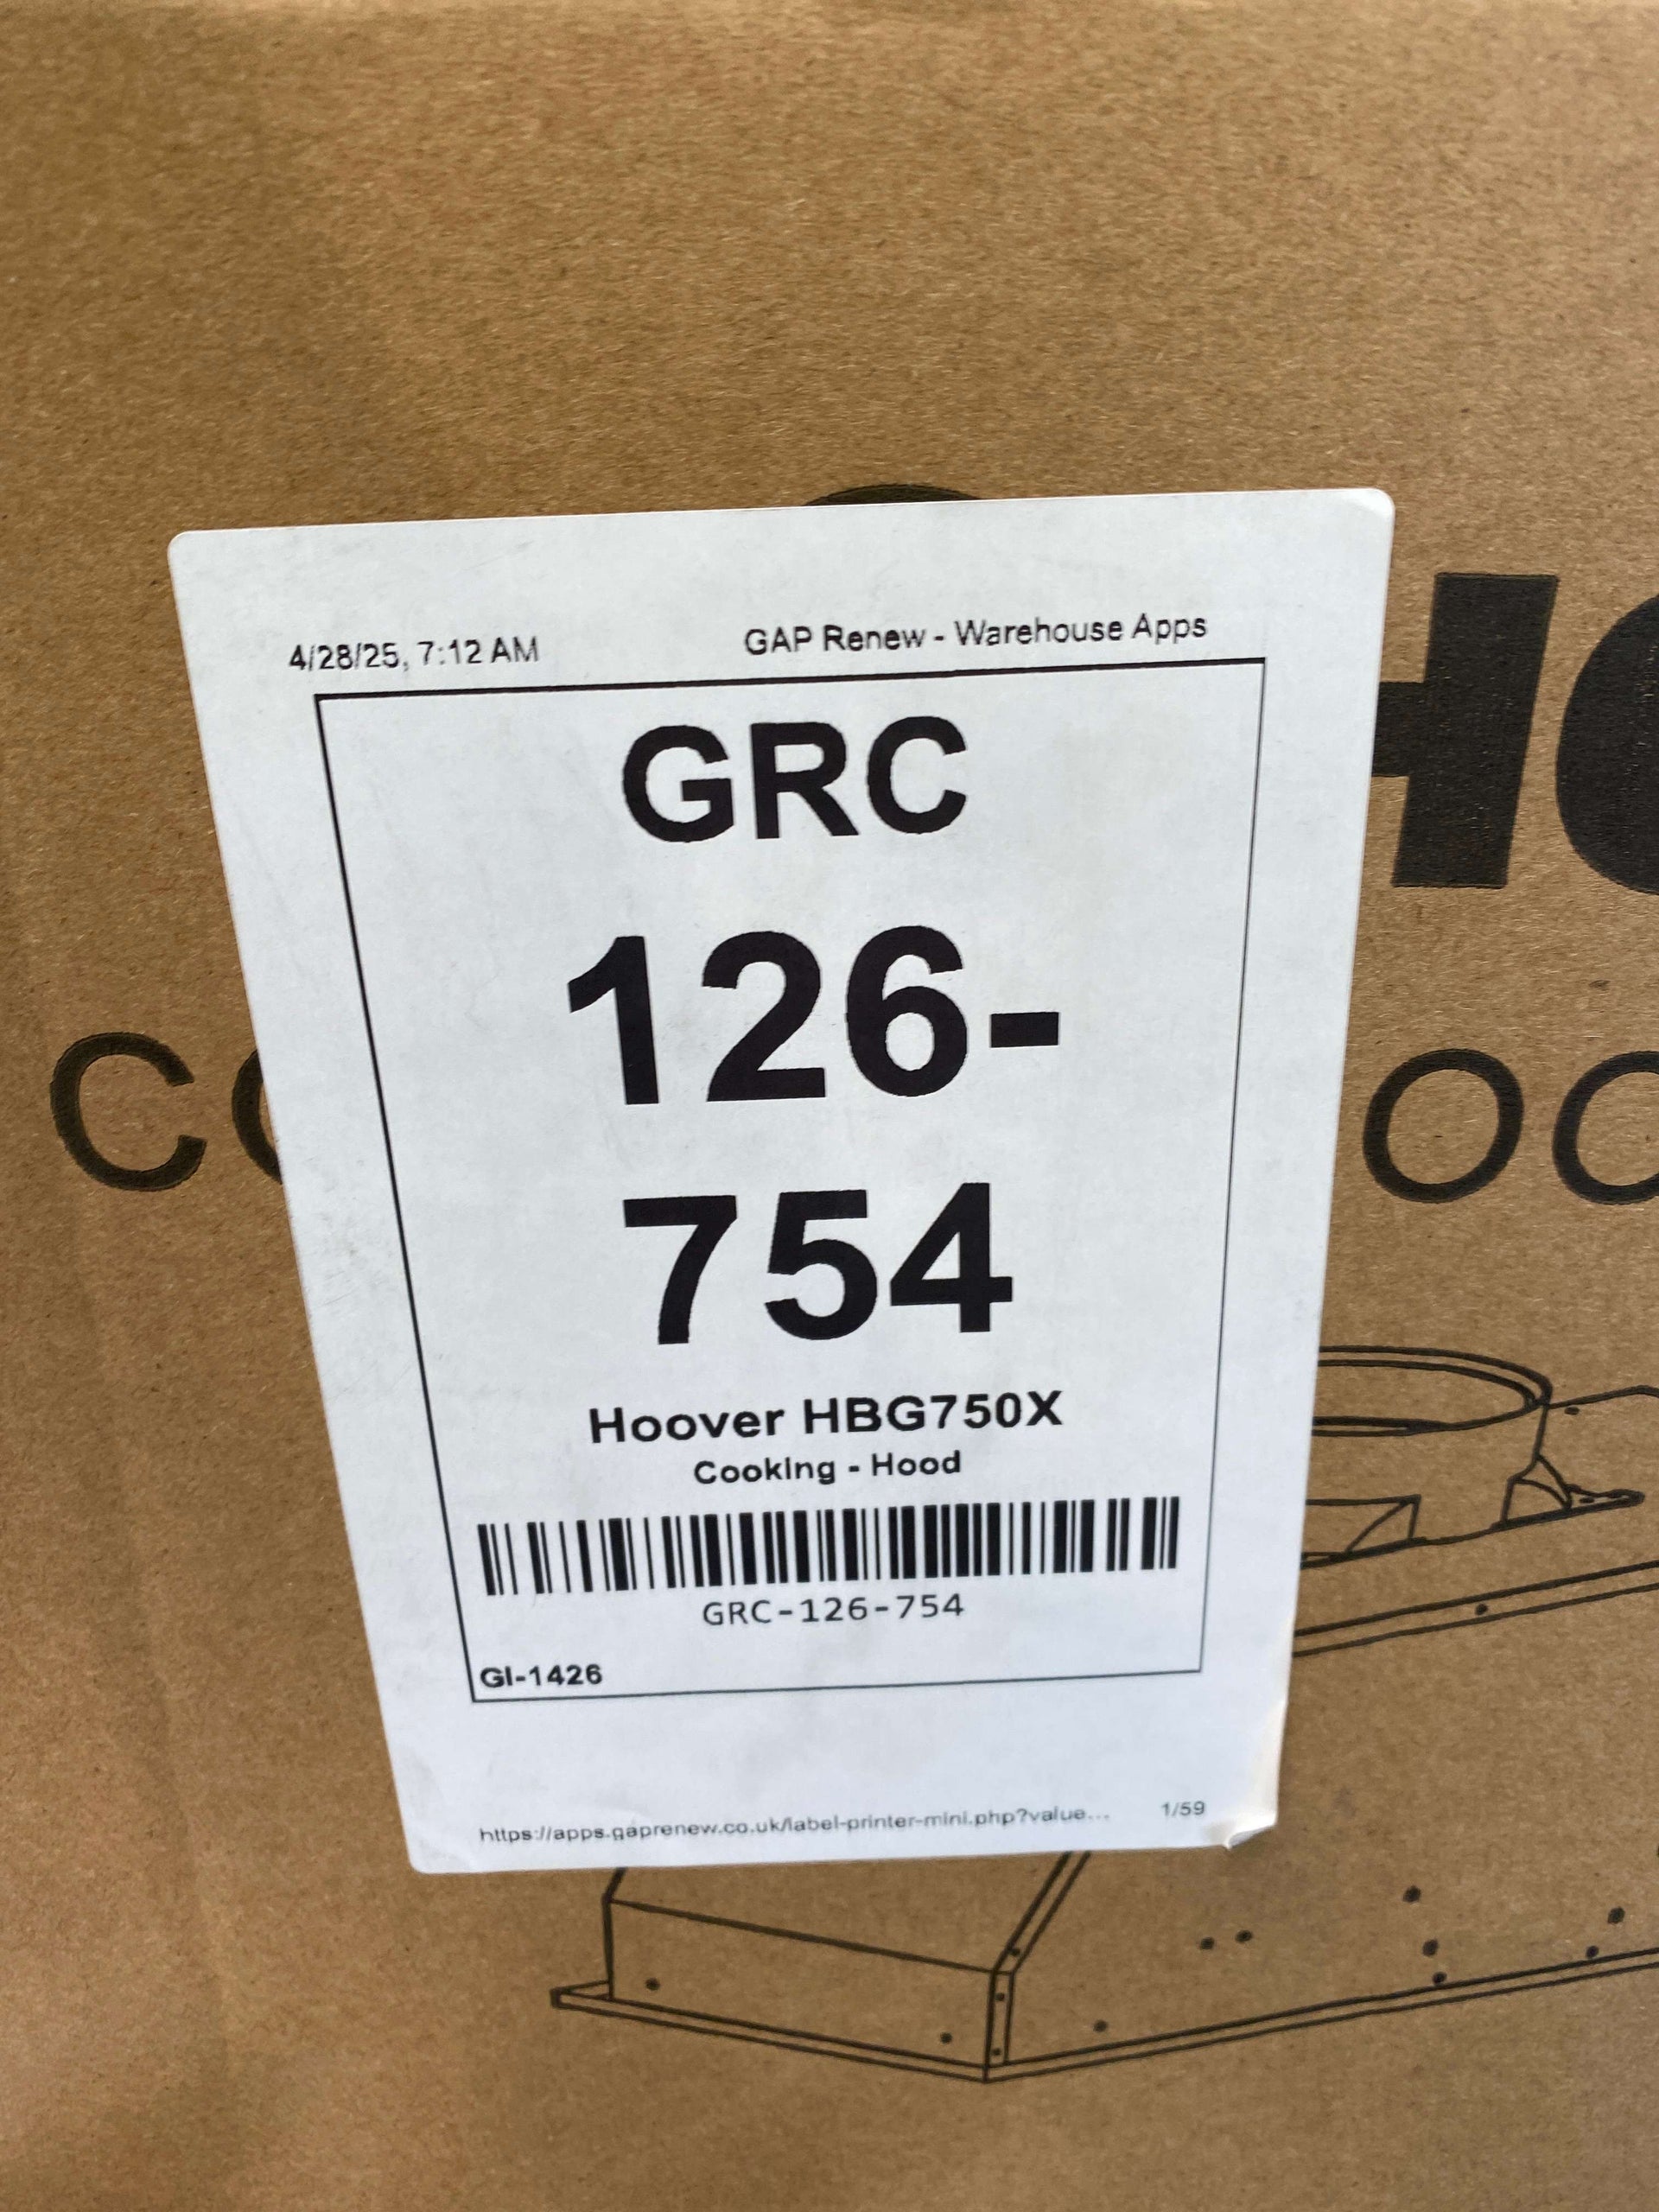 4/28/25, 7:12 AM GAP Renew - Warehouse Apps
GRC
126-
754
Hoover HBG750X
Cooking - Hood
GRC-126-754
GI-1426
https://apps.gaprenew.co.uk/label-printer-mini.php?value... 1/59